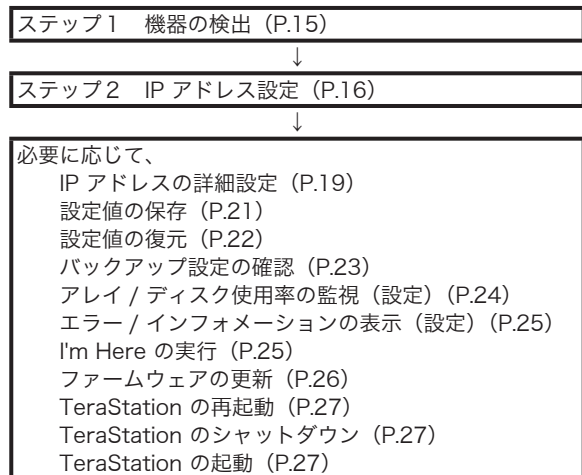 ステップ1 機器の検出（P.15）
↓
ステップ2 IP アドレス設定（P.16）
↓
必要に応じて、
IP アドレスの詳細設定（P.19）
設定値の保存（P.21）
設定値の復元（P.22）
バックアップ設定の確認（P.23）
アレイ / ディスク使用率の監視（設定）（P.24）
エラー / インフォメーションの表示（設定）（P.25）
I'm Here の実行（P.25）
ファームウェアの更新（P.26）
TeraStation の再起動（P.27）
TeraStation のシャットダウン（P.27）
TeraStation の起動（P.27）